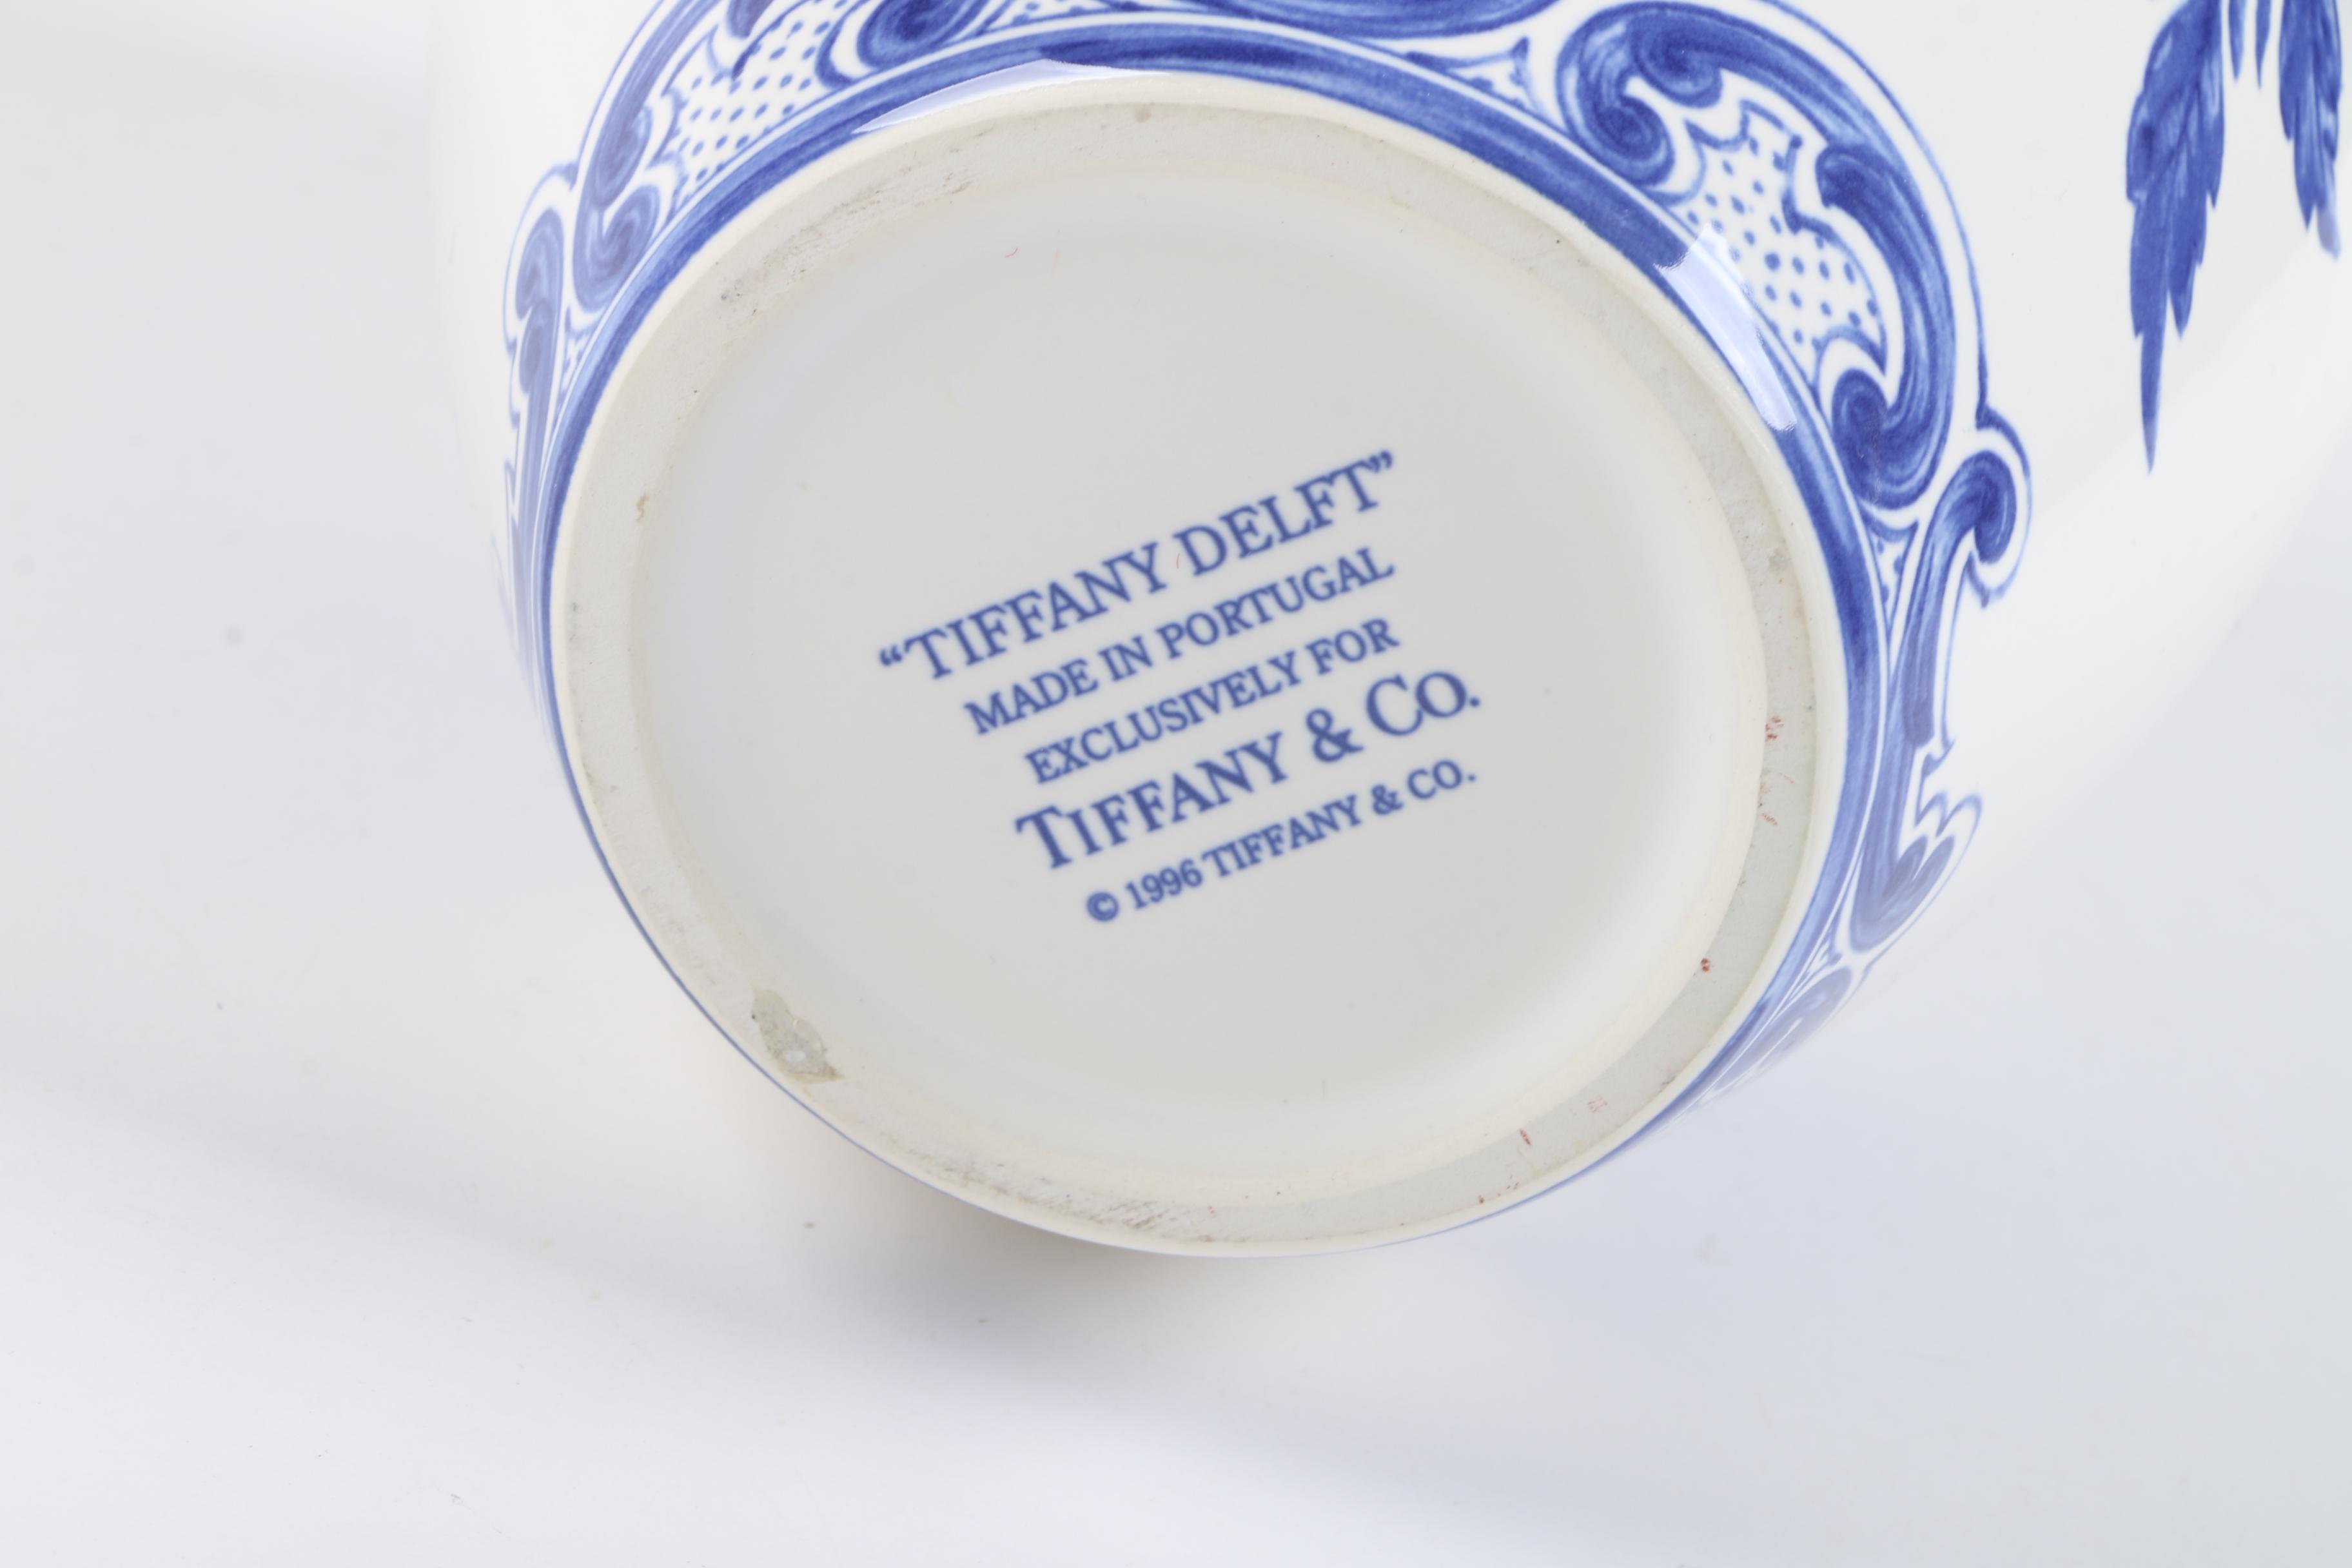 “TIFFANY DELFT”
MADE IN PORTUGAL
EXCLUSIVELY FOR
TIFFANY & CO.
© 1996 TIFFANY & CO.